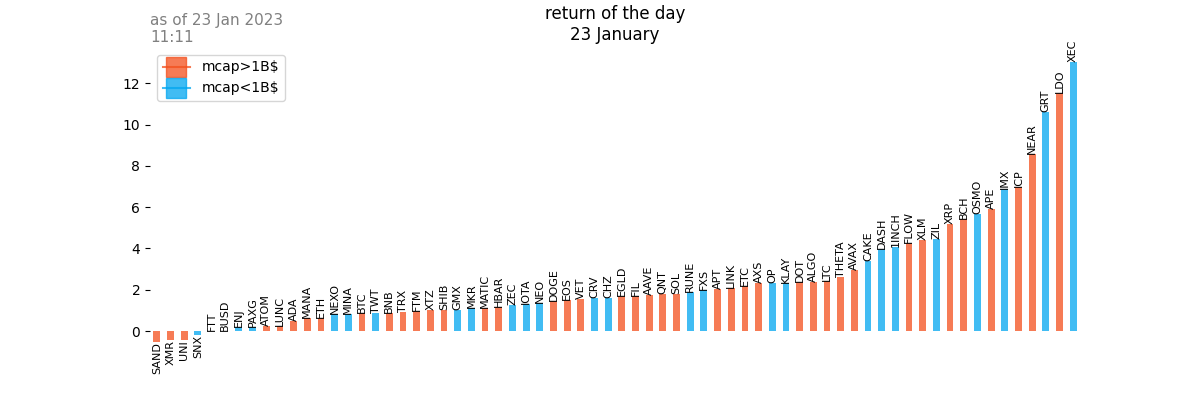 as of 23 Jan 2023
11:11
return of the day
23 January
mcap>1B$
mcap<1B$
12
10
8
6
4
2
0
SAND
XMR
UNI
SNX
FTT
BUSD
ENJ
PAXG
ATOM
LUNC
ADA
MANA
ETH
NEXO
MINA
BTC
TWT
BNB
TRX
FTM
XTZ
SHIB
GMX
MKR
MATIC
HBAR
ZEC
IOTA
NEO
DOGE
EOS
VET
CRV
CHZ
EGLD
FIL
AAVE
QNT
SOL
RUNE
FXS
APT
LINK
ETC
AXS
OP
KLAY
DOT
ALGO
LTC
THETA
AVAX
CAKE
DASH
1INCH
FLOW
XLM
ZIL
XRP
BCH
OSMO
APE
IMX
ICP
NEAR
GRT
LDO
XEC